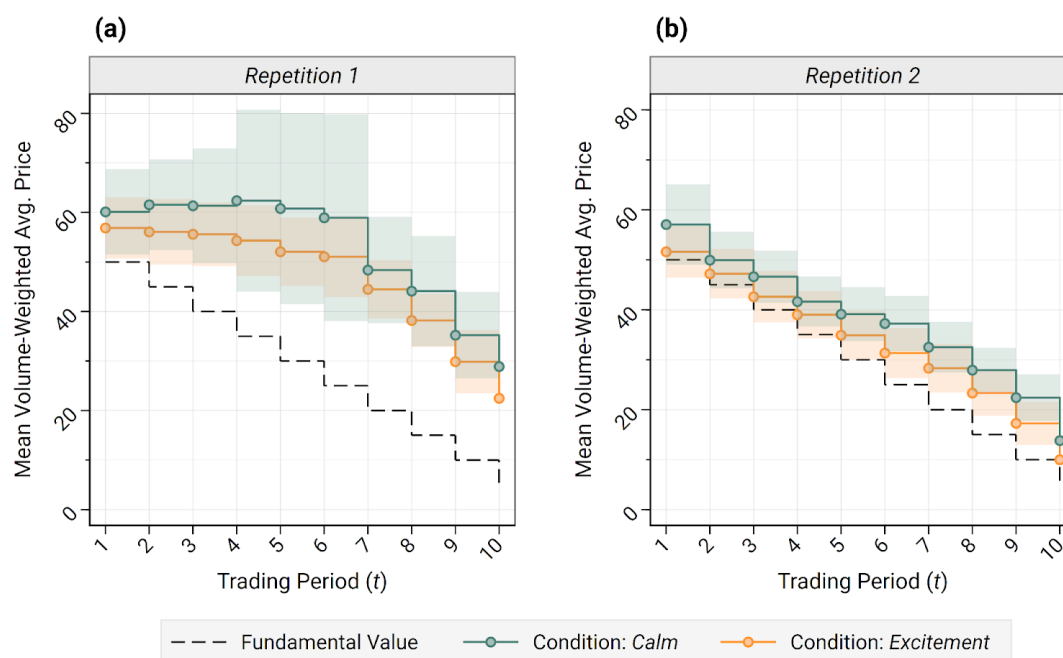 (a)
Repetition 1
Mean Volume-Weighted Avg. Price
80
60
40
20
0
1 2 3 4 5 6 7 8 9 10
Trading Period (t)
(b)
Repetition 2
Mean Volume-Weighted Avg. Price
80
60
40
20
0
1 2 3 4 5 6 7 8 9 10
Trading Period (t)
Fundamental Value
Condition: Calm
Condition: Excitement